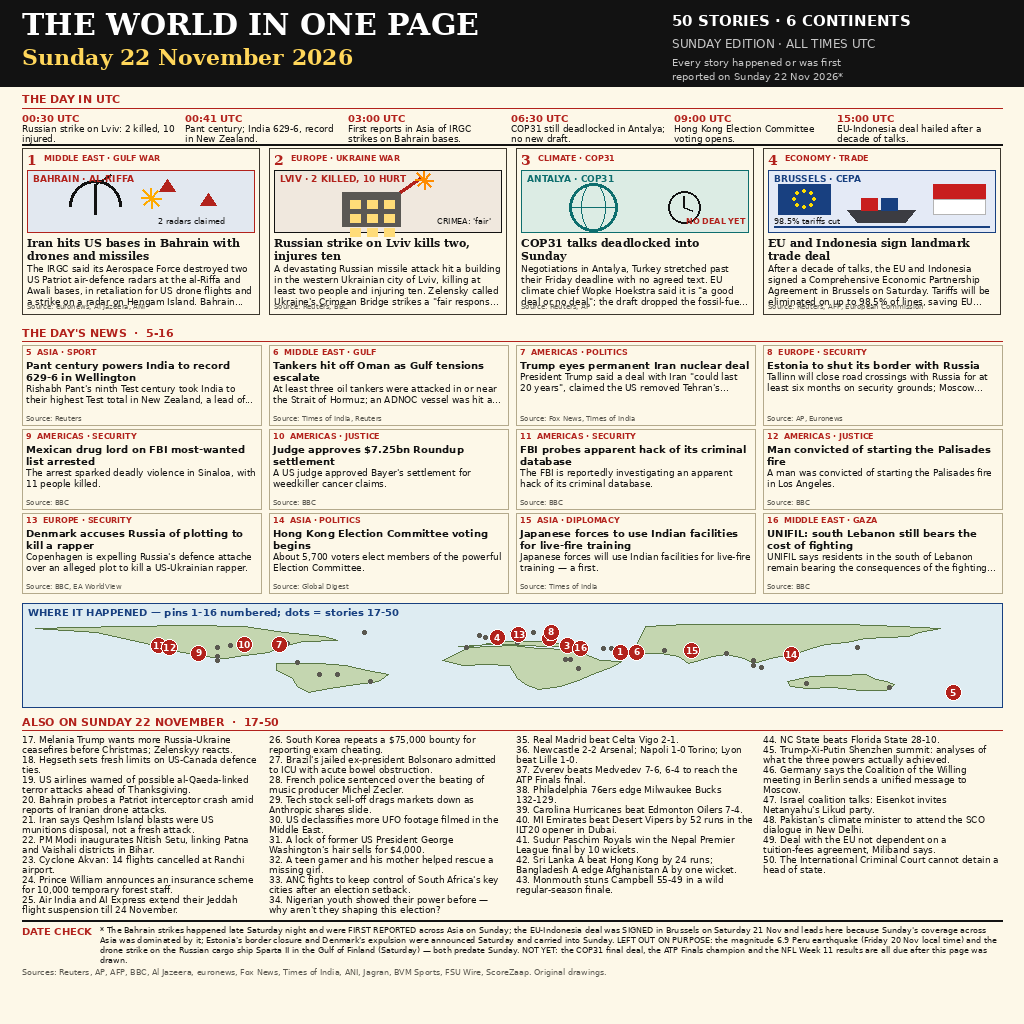 THE WORLD IN ONE PAGE
Sunday 22 November 2026
50 STORIES · 6 CONTINENTS
SUNDAY EDITION · ALL TIMES UTC
Every story happened or was first
reported on Sunday 22 Nov 2026*
THE DAY IN UTC
00:30 UTC
Russian strike on Lviv: 2 killed, 10
injured.
00:41 UTC
Pant century; India 629-6, record
in New Zealand.
03:00 UTC
First reports in Asia of IRGC
strikes on Bahrain bases.
06:30 UTC
COP31 still deadlocked in Antalya;
no new draft.
09:00 UTC
Hong Kong Election Committee
voting opens.
15:00 UTC
EU-Indonesia deal hailed after a
decade of talks.
1 MIDDLE EAST · GULF WAR
BAHRAIN · AL-RIFFA
2 radars claimed
Iran hits US bases in Bahrain with
drones and missiles
The IRGC said its Aerospace Force destroyed two
US Patriot air-defence radars at the al-Riffa and
Awali bases, in retaliation for US drone flights and
a strike on a radar on Hengam Island. Bahrain...
Source: Euronews, Al Jazeera, ANI
2 EUROPE · UKRAINE WAR
LVIV · 2 KILLED, 10 HURT
CRIMEA: 'fair'
Russian strike on Lviv kills two,
injures ten
A devastating Russian missile attack hit a building
in the western Ukrainian city of Lviv, killing at
least two people and injuring ten. Zelensky called
Ukraine's Crimean Bridge strikes a "fair respons...
Source: Reuters, BBC
3 CLIMATE · COP31
ANTALYA · COP31
NO DEAL YET
COP31 talks deadlocked into
Sunday
Negotiations in Antalya, Turkey stretched past
their Friday deadline with no agreed text. EU
climate chief Wopke Hoekstra said it is "a good
deal or no deal"; the draft dropped the fossil-fue...
Source: Reuters, AP
4 ECONOMY · TRADE
BRUSSELS · CEPA
98.5% tariffs cut
EU and Indonesia sign landmark
trade deal
After a decade of talks, the EU and Indonesia
signed a Comprehensive Economic Partnership
Agreement in Brussels on Saturday. Tariffs will be
eliminated on up to 98.5% of lines, saving EU...
Source: Reuters, AFP, European Commission
THE DAY'S NEWS · 5-16
5 ASIA · SPORT
Pant century powers India to record
629-6 in Wellington
Rishabh Pant's ninth Test century took India to
their highest Test total in New Zealand, a lead of...
Source: Reuters
6 MIDDLE EAST · GULF
Tankers hit off Oman as Gulf tensions
escalate
At least three oil tankers were attacked in or near
the Strait of Hormuz; an ADNOC vessel was hit a...
Source: Times of India, Reuters
7 AMERICAS · POLITICS
Trump eyes permanent Iran nuclear deal
President Trump said a deal with Iran "could last
20 years", claimed the US removed Tehran's...
Source: Fox News, Times of India
8 EUROPE · SECURITY
Estonia to shut its border with Russia
Tallinn will close road crossings with Russia for at
least six months on security grounds; Moscow...
Source: AP, Euronews
9 AMERICAS · SECURITY
Mexican drug lord on FBI most-wanted
list arrested
The arrest sparked deadly violence in Sinaloa, with
11 people killed.
Source: BBC
10 AMERICAS · JUSTICE
Judge approves $7.25bn Roundup
settlement
A US judge approved Bayer's settlement for
weedkiller cancer claims.
Source: BBC
11 AMERICAS · SECURITY
FBI probes apparent hack of its criminal
database
The FBI is reportedly investigating an apparent
hack of its criminal database.
Source: BBC
12 AMERICAS · JUSTICE
Man convicted of starting the Palisades
fire
A man was convicted of starting the Palisades fire
in Los Angeles.
Source: BBC
13 EUROPE · SECURITY
Denmark accuses Russia of plotting to
kill a rapper
Copenhagen is expelling Russia's defence attache
over an alleged plot to kill a US-Ukrainian rapper.
Source: BBC, EA WorldView
14 ASIA · POLITICS
Hong Kong Election Committee voting
begins
About 5,700 voters elect members of the powerful
Election Committee.
Source: Global Digest
15 ASIA · DIPLOMACY
Japanese forces to use Indian facilities
for live-fire training
Japanese forces will use Indian facilities for live-fire
training — a first.
Source: Times of India
16 MIDDLE EAST · GAZA
UNIFIL: south Lebanon still bears the
cost of fighting
UNIFIL says residents in the south of Lebanon
remain bearing the consequences of the fighting...
Source: BBC
WHERE IT HAPPENED — pins 1-16 numbered; dots = stories 17-50
12 9 10 7 4 13 8 3 16 1 6 15 14 5
ALSO ON SUNDAY 22 NOVEMBER · 17-50
17. Melania Trump wants more Russia-Ukraine
ceasefires before Christmas; Zelenskyy reacts.
18. Hegseth sets fresh limits on US-Canada defence
ties.
19. US airlines warned of possible al-Qaeda-linked
terror attacks ahead of Thanksgiving.
20. Bahrain probes a Patriot interceptor crash amid
reports of Iranian drone attacks.
21. Iran says Qeshm Island blasts were US
munitions disposal, not a fresh attack.
22. PM Modi inaugurates Nitish Setu, linking Patna
and Vaishali districts in Bihar.
23. Cyclone Akvan: 14 flights cancelled at Ranchi
airport.
24. Prince William announces an insurance scheme
for 10,000 temporary forest staff.
25. Air India and AI Express extend their Jeddah
flight suspension till 24 November.
26. South Korea repeats a $75,000 bounty for
reporting exam cheating.
27. Brazil's jailed ex-president Bolsonaro admitted
to ICU with acute bowel obstruction.
28. French police sentenced over the beating of
music producer Michel Zecler.
29. Tech stock sell-off drags markets down as
Anthropic shares slide.
30. US declassifies more UFO footage filmed in the
Middle East.
31. A lock of former US President George
Washington's hair sells for $4,000.
32. A teen gamer and his mother helped rescue a
missing girl.
33. ANC fights to keep control of South Africa's key
cities after an election setback.
34. Nigerian youth showed their power before —
why aren't they shaping this election?
35. Real Madrid beat Celta Vigo 2-1.
36. Newcastle 2-2 Arsenal; Napoli 1-0 Torino; Lyon
beat Lille 1-0.
37. Zverev beats Medvedev 7-6, 6-4 to reach the
ATP Finals final.
38. Philadelphia 76ers edge Milwaukee Bucks
132-129.
39. Carolina Hurricanes beat Edmonton Oilers 7-4.
40. MI Emirates beat Desert Vipers by 52 runs in the
ILT20 opener in Dubai.
41. Sudur Paschim Royals win the Nepal Premier
League final by 10 wickets.
42. Sri Lanka A beat Hong Kong by 24 runs;
Bangladesh A edge Afghanistan A by one wicket.
43. Monmouth stuns Campbell 55-49 in a wild
regular-season finale.
44. NC State beats Florida State 28-10.
45. Trump-Xi-Putin Shenzhen summit: analyses of
what the three powers actually achieved.
46. Germany says the Coalition of the Willing
meeting in Berlin sends a unified message to
Moscow.
47. Israel coalition talks: Eisenkot invites
Netanyahu's Likud party.
48. Pakistan's climate minister to attend the SCO
dialogue in New Delhi.
49. Deal with the EU not dependent on a
tuition-fees agreement, Miliband says.
50. The International Criminal Court cannot detain a
head of state.
DATE CHECK
* The Bahrain strikes happened late Saturday night and were FIRST REPORTED across Asia on Sunday; the EU-Indonesia deal was SIGNED in Brussels on Saturday 21 Nov and leads here because Sunday's coverage across
Asia was dominated by it; Estonia's border closure and Denmark's expulsion were announced Saturday and carried into Sunday. LEFT OUT ON PURPOSE: the magnitude 6.9 Peru earthquake (Friday 20 Nov local time) and the
drone strike on the Russian cargo ship Sparta II in the Gulf of Finland (Saturday) — both predate Sunday. NOT YET: the COP31 final deal, the ATP Finals champion and the NFL Week 11 results are all due after this page was
drawn.
Sources: Reuters, AP, AFP, BBC, Al Jazeera, euronews, Fox News, Times of India, ANI, Jagran, BVM Sports, FSU Wire, ScoreZaap. Original drawings.